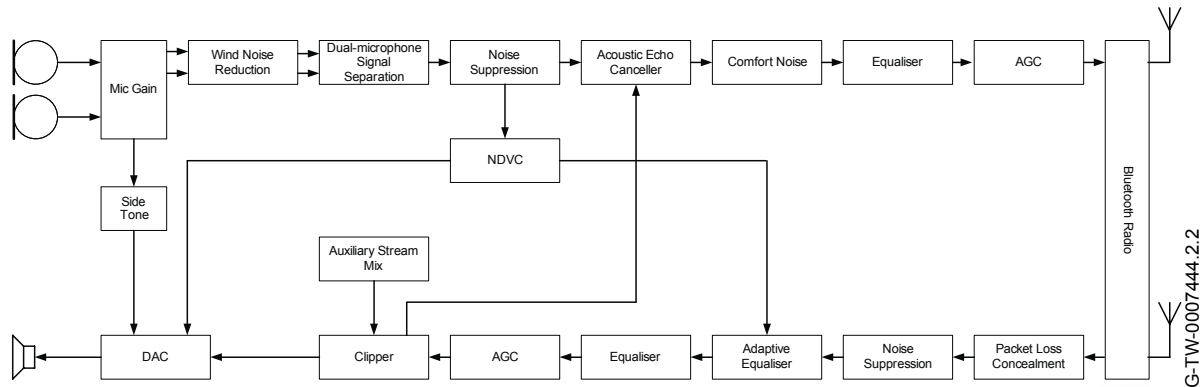 Mic Gain
Wind Noise
Reduction
Dual-microphone
Signal
Separation
Noise
Suppression
Acoustic Echo
Canceller
Comfort Noise
Equaliser
AGC
NDVC
Side
Tone
Auxiliary Stream
Mix
Bluetooth Radio
DAC
Clipper
AGC
Equaliser
Adaptive
Equaliser
Noise
Suppression
Packet Loss
Concealment
G-TW-0007444.2.2